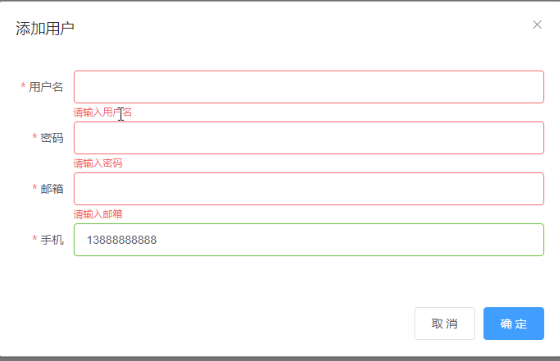 添加用户
* 用户名
请输入用户名
* 密码
请输入密码
* 邮箱
请输入邮箱
* 手机 13888888888
取消 确定